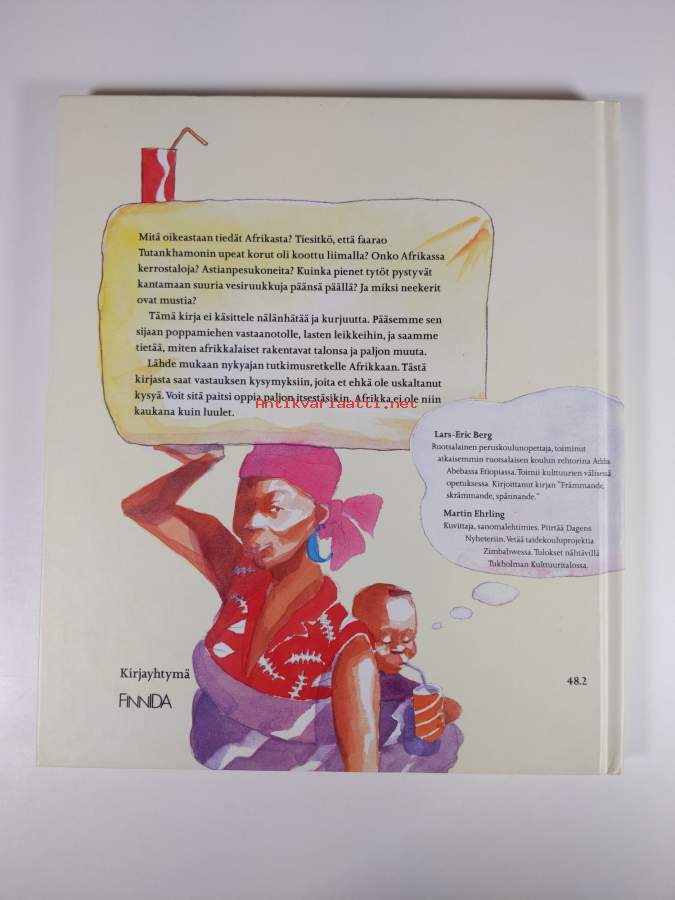 Mitä oikeastaan tiedät Afrikasta? Tiesitkö, että faarao
Tutankhamonin upeat korut oli koottu liimalla? Onko Afrikassa
kerrostaloja? Astianpesukoneita? Kuinka pienet tytöt pystyvät
kantamaan suuria vesiruukkuja päänsä päällä? Ja miksi neekerit
ovat mustia?
Tämä kirja ei käsittele nälänhätää ja kurjuutta. Pääsemme sen
sijaan poppamiehen vastaanotolle, lasten leikkeihin, ja saamme
tietää, miten afrikkalaiset rakentavat talonsa ja paljon muuta.
Lähde mukaan nykyajan tutkimusretkelle Afrikkaan. Tästä
kirjasta saat vastauksen kysymyksiin, joita et ehkä ole uskaltanut
kysyä. Voit sitä paitsi oppia paljon itsestäsikin. Afrikka ei ole niin
kaukana kuin luulet.
Antikvariaatti.net
Lars-Eric Berg
Ruotsalainen peruskoulunopettaja, toiminut
aikaisemmin ruotsalaisen koulun rehtorina Addis
Abebassa Etiopiassa. Toimii kulttuurien välisessä
opetuksessa. Kirjoittanut kirjan "Främmande,
skrämmande, spännande."
Martin Ehrling
Kuvittaja, sanomalehtimies. Piirtää Dagens
Nyheteriin. Vetää taidekouluprojektia
Zimbabwessa. Tulokset nähtävillä
Tukholman Kulttuuritalossa.
Kirjayhtymä
FINNIDA
48.2